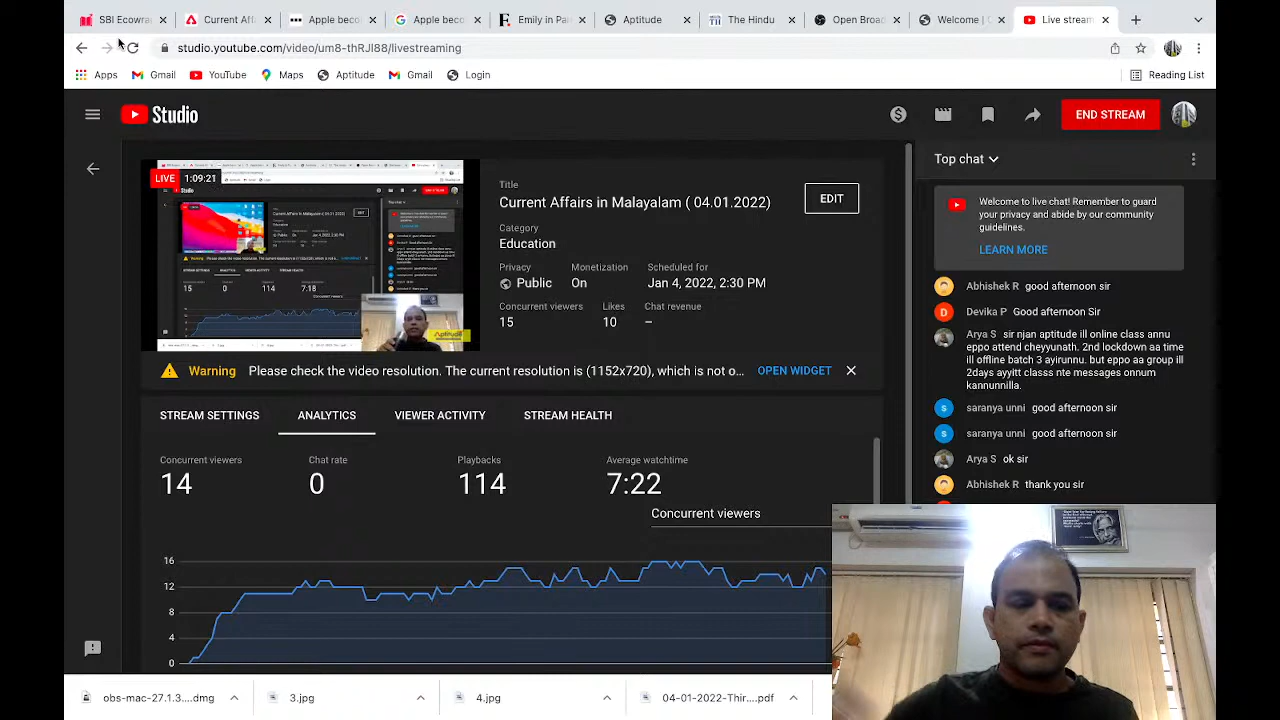 SBI Ecowra
Current Affa
Apple beco
Apple beco
Emily in Pa
Aptitude
The Hindu
Open Broa
Welcome | C
Live stream
studio.youtube.com/video/um8-thRJl88/livestreaming
Apps
Gmail
YouTube
Maps
Aptitude
Gmail
Login
Reading List
Studio
END STREAM
LIVE
1:09:21
Title
Current Affairs in Malayalam ( 04.01.2022)
EDIT
Category
Education
Privacy
Monetization
Scheduled for
Public
On
Jan 4, 2022, 2:30 PM
Concurrent viewers
Likes
Chat revenue
15
10
–
Warning
Please check the video resolution. The current resolution is (1152x720), which is not o...
OPEN WIDGET
STREAM SETTINGS
ANALYTICS
VIEWER ACTIVITY
STREAM HEALTH
Concurrent viewers
Chat rate
Playbacks
Average watchtime
14
0
114
7:22
Concurrent viewers
16
12
8
4
0
Top chat
Welcome to live chat! Remember to guard
your privacy and abide by our community
guidelines.
LEARN MORE
Abhishek R good afternoon sir
Devika P Good afternoon Sir
Arya S sir njan aptitude ill online class annu
eppo attend cheyyunath. 2nd lockdown aa time
ill offline batch 3 ayirunnu. but eppo aa group ill
2days ayyitt classs nte messages onnum
kannunnilla.
saranya unni good afternoon sir
saranya unni good afternoon sir
Arya S ok sir
Abhishek R thank you sir
obs-mac-27.1.3....dmg
3.jpg
4.jpg
04-01-2022-Thir....pdf